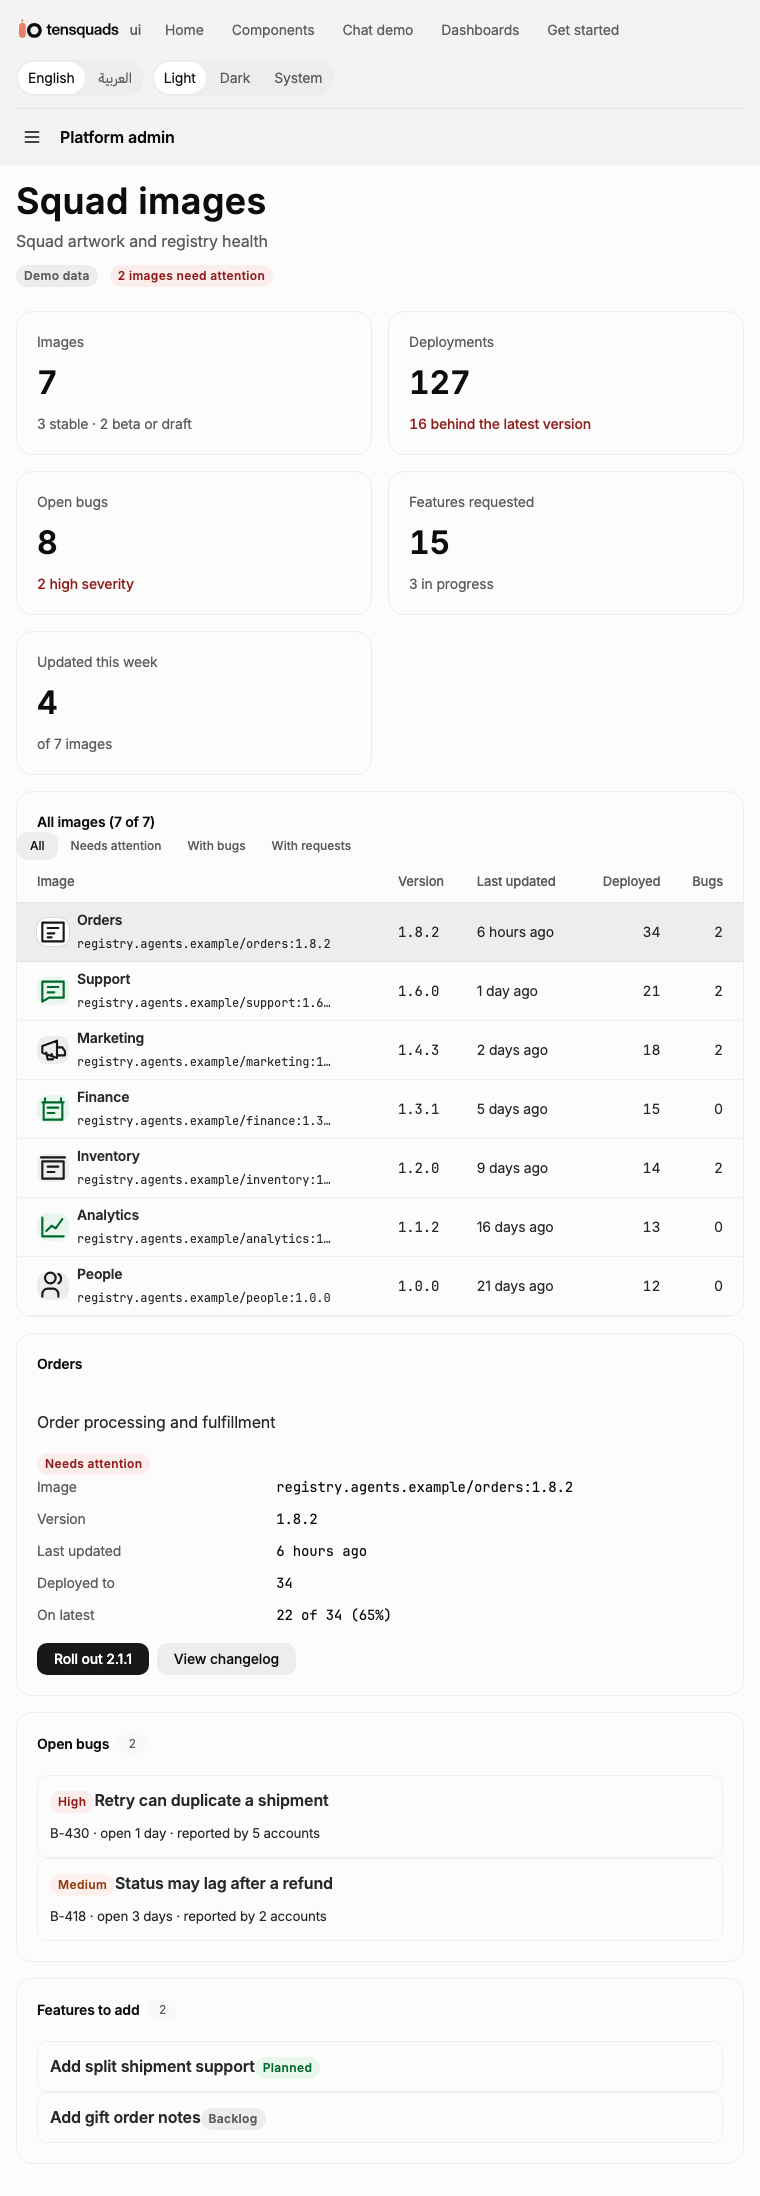 tensquads ui Home Components Chat demo Dashboards Get started
English العربية Light Dark System
Platform admin
Squad images
Squad artwork and registry health
Demo data 2 images need attention
Images
7
3 stable · 2 beta or draft
Deployments
127
16 behind the latest version
Open bugs
8
2 high severity
Features requested
15
3 in progress
Updated this week
4
of 7 images
All images (7 of 7)
All Needs attention With bugs With requests
Image Version Last updated Deployed Bugs
Orders
registry.agents.example/orders:1.8.2 1.8.2 6 hours ago 34 2
Support
registry.agents.example/support:1.6… 1.6.0 1 day ago 21 2
Marketing
registry.agents.example/marketing:1… 1.4.3 2 days ago 18 2
Finance
registry.agents.example/finance:1.3… 1.3.1 5 days ago 15 0
Inventory
registry.agents.example/inventory:1… 1.2.0 9 days ago 14 2
Analytics
registry.agents.example/analytics:1… 1.1.2 16 days ago 13 0
People
registry.agents.example/people:1.0.0 1.0.0 21 days ago 12 0
Orders
Order processing and fulfillment
Needs attention
Image registry.agents.example/orders:1.8.2
Version 1.8.2
Last updated 6 hours ago
Deployed to 34
On latest 22 of 34 (65%)
Roll out 2.1.1 View changelog
Open bugs 2
High Retry can duplicate a shipment
B-430 · open 1 day · reported by 5 accounts
Medium Status may lag after a refund
B-418 · open 3 days · reported by 2 accounts
Features to add 2
Add split shipment support Planned
Add gift order notes Backlog